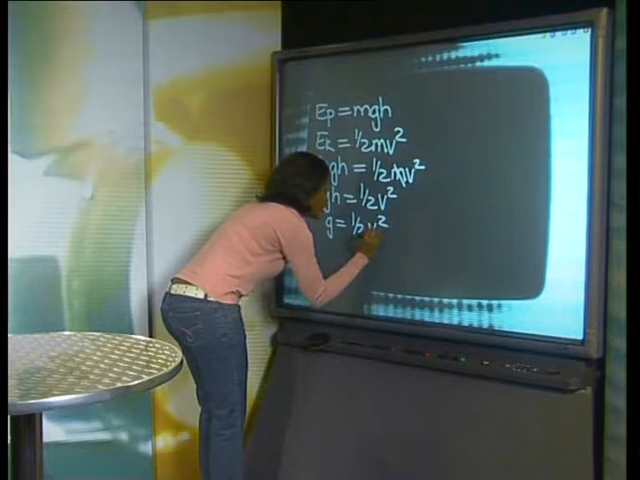 Ep = mgh
Ek = ½mv²
gh = ½mv²
gh = ½v²
g = ½v²